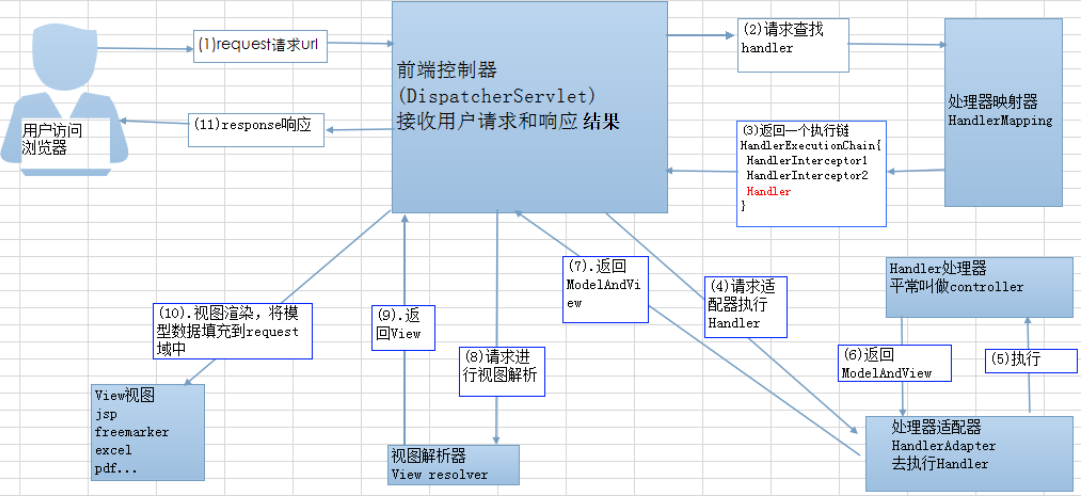 (1)request请求url
前端控制器
(DispatcherServlet)
接收用户请求和响应 结果
(2)请求查找
handler
处理器映射器
HandlerMapping
用户访问
浏览器
(11)response响应
(3)返回一个执行链
HandlerExecutionChain{
HandlerInterceptor1
HandlerInterceptor2
Handler
}
(7).返回
ModelAndVi
ew
(4)请求适
配器执行
Handler
Handler处理器
平常叫做controller
(10).视图渲染，将模
型数据填充到request
域中
(9).返
回View
(8)请求进
行视图解析
(6)返回
ModelAndView
(5)执行
View视图
jsp
freemarker
excel
pdf...
视图解析器
View resolver
处理器适配器
HandlerAdapter
去执行Handler